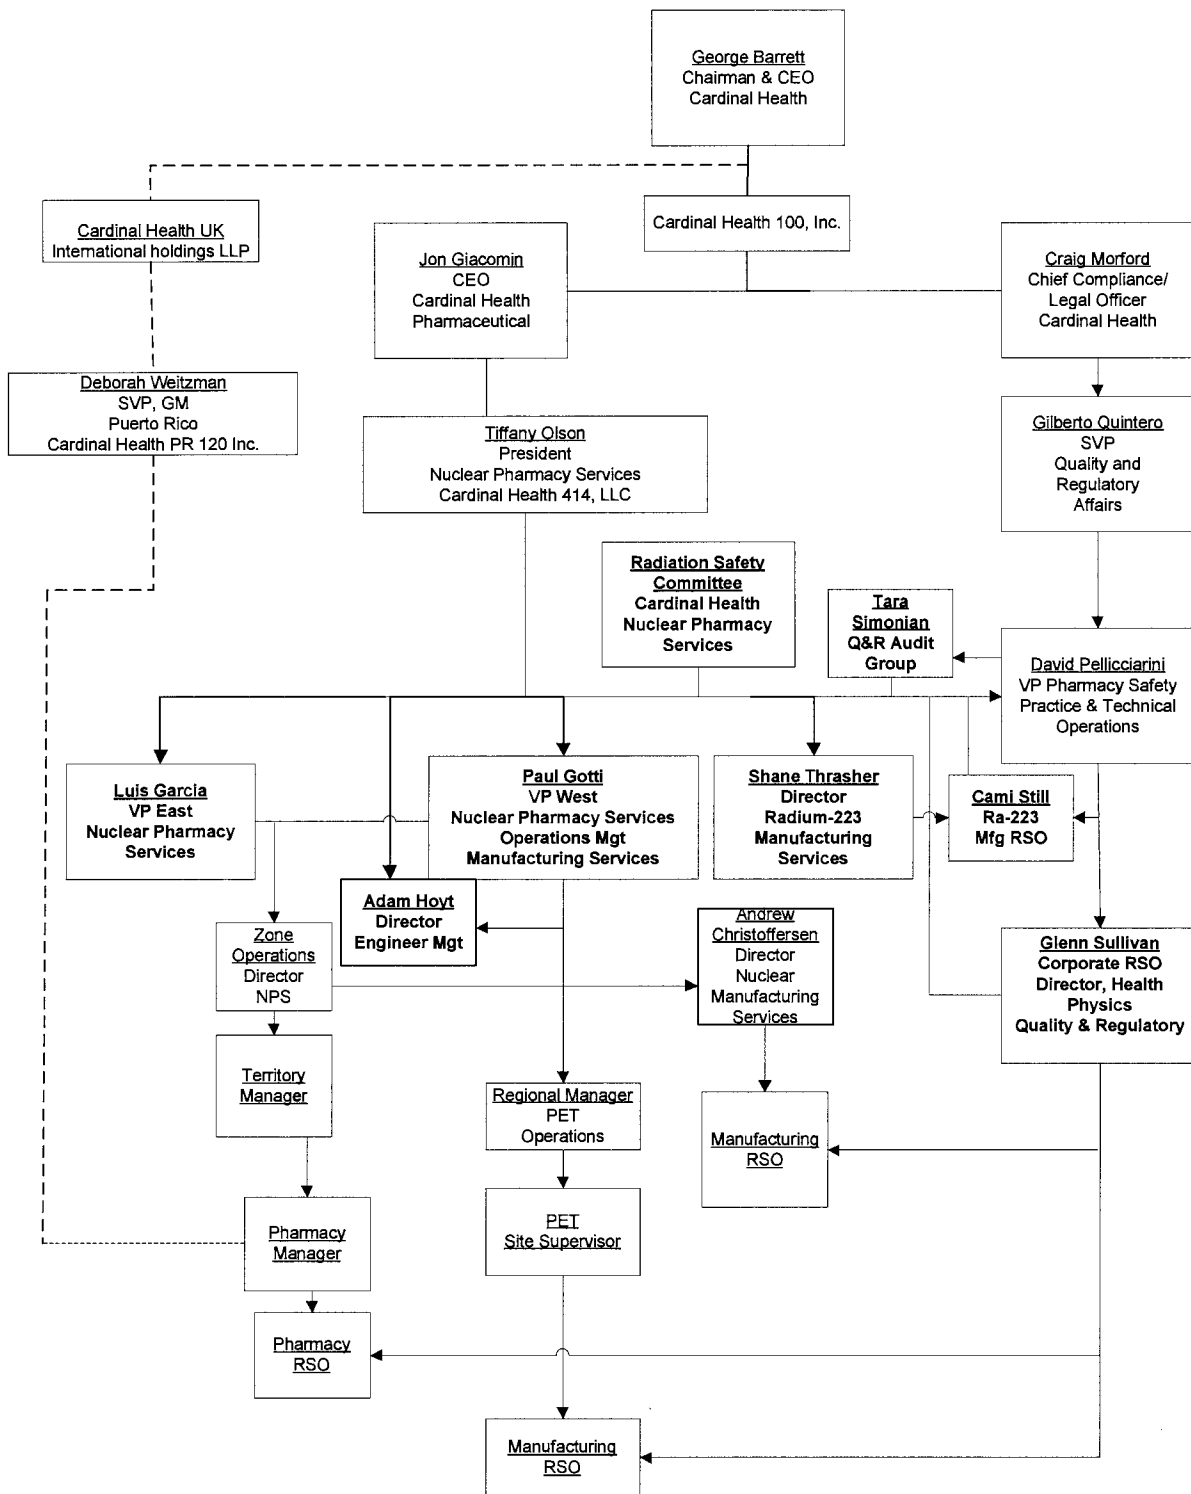 George Barrett
Chairman & CEO
Cardinal Health
Cardinal Health UK
International holdings LLP
Cardinal Health 100, Inc.
Jon Giacomin
CEO
Cardinal Health
Pharmaceutical
Craig Morford
Chief Compliance/
Legal Officer
Cardinal Health
Deborah Weitzman
SVP, GM
Puerto Rico
Cardinal Health PR 120 Inc.
Tiffany Olson
President
Nuclear Pharmacy Services
Cardinal Health 414, LLC
Gilberto Quintero
SVP
Quality and
Regulatory
Affairs
Radiation Safety
Committee
Cardinal Health
Nuclear Pharmacy
Services
Tara
Simonian
Q&R Audit
Group
David Pellicciarini
VP Pharmacy Safety
Practice & Technical
Operations
Luis Garcia
VP East
Nuclear Pharmacy
Services
Paul Gotti
VP West
Nuclear Pharmacy Services
Operations Mgt
Manufacturing Services
Shane Thrasher
Director
Radium-223
Manufacturing
Services
Cami Still
Ra-223
Mfg RSO
Adam Hoyt
Director
Engineer Mgt
Zone
Operations
Director
NPS
Andrew
Christoffersen
Director
Nuclear
Manufacturing
Services
Glenn Sullivan
Corporate RSO
Director, Health
Physics
Quality & Regulatory
Territory
Manager
Regional Manager
PET
Operations
Manufacturing
RSO
Pharmacy
Manager
PET
Site Supervisor
Pharmacy
RSO
Manufacturing
RSO